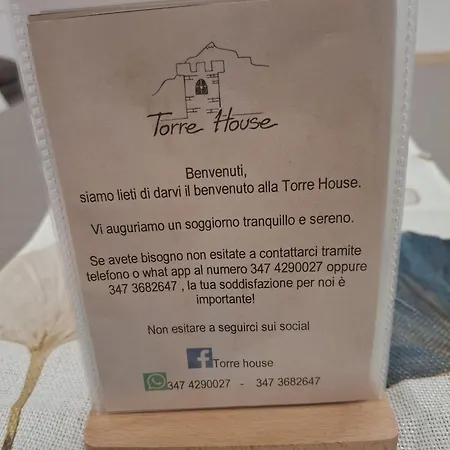 Torre House
Benvenuti,
siamo lieti di darvi il benvenuto alla Torre House.
Vi auguriamo un soggiorno tranquillo e sereno.
Se avete bisogno non esitate a contattarci tramite
telefono o what app al numero 347 4290027 oppure
347 3682647 , la tua soddisfazione per noi è
importante!
Non esitare a seguirci sui social
Torre house
347 4290027 - 347 3682647